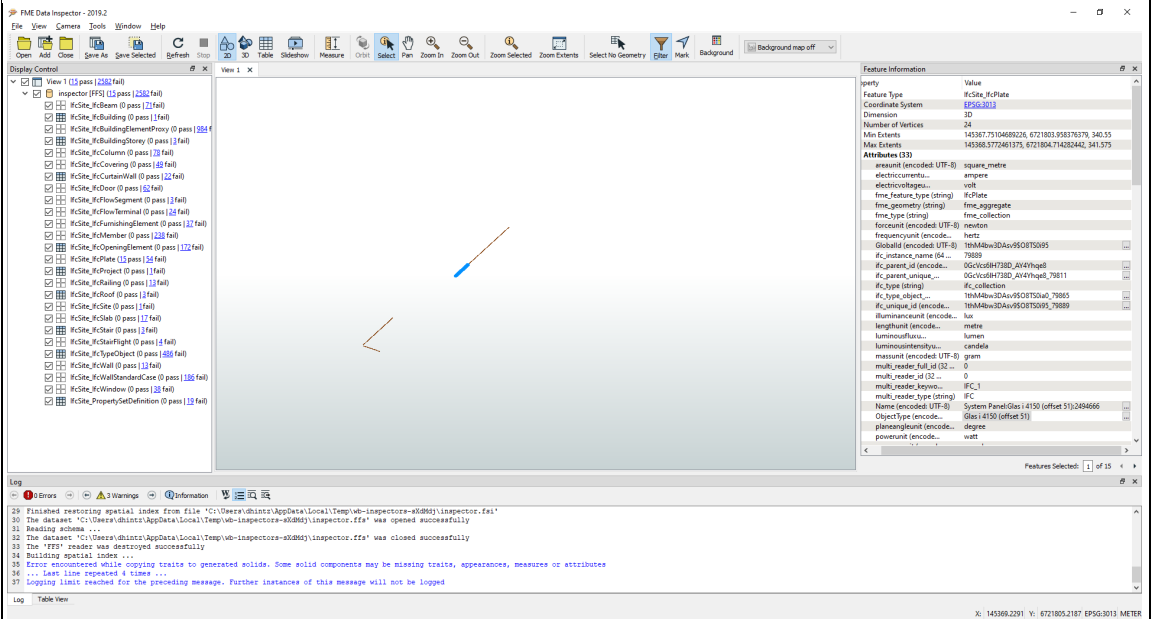 FME Data Inspector - 2019.2
File View Camera Tools Window Help
Open Add Close Save As Save Selected Refresh Stop 2D 3D Table Slideshow Measure Orbit Select Pan Zoom In Zoom Out Zoom Selected Zoom Extents Select No Geometry Filter Mark Background Background map off
Display Control
View 1 (15 pass | 2582 fail)
inspector [FFS] (15 pass | 2582 fail)
IfcSite_IfcBeam (0 pass | 71 fail)
IfcSite_IfcBuilding (0 pass | 1 fail)
IfcSite_IfcBuildingElementProxy (0 pass | 984 f
IfcSite_IfcBuildingStorey (0 pass | 3 fail)
IfcSite_IfcColumn (0 pass | 78 fail)
IfcSite_IfcCovering (0 pass | 49 fail)
IfcSite_IfcCurtainWall (0 pass | 22 fail)
IfcSite_IfcDoor (0 pass | 62 fail)
IfcSite_IfcFlowSegment (0 pass | 3 fail)
IfcSite_IfcFlowTerminal (0 pass | 24 fail)
IfcSite_IfcFurnishingElement (0 pass | 37 fail)
IfcSite_IfcMember (0 pass | 238 fail)
IfcSite_IfcOpeningElement (0 pass | 172 fail)
IfcSite_IfcPlate (15 pass | 54 fail)
IfcSite_IfcProject (0 pass | 1 fail)
IfcSite_IfcRailing (0 pass | 13 fail)
IfcSite_IfcRoof (0 pass | 3 fail)
IfcSite_IfcSite (0 pass | 1 fail)
IfcSite_IfcSlab (0 pass | 17 fail)
IfcSite_IfcStair (0 pass | 3 fail)
IfcSite_IfcStairFlight (0 pass | 4 fail)
IfcSite_IfcTypeObject (0 pass | 486 fail)
IfcSite_IfcWall (0 pass | 13 fail)
IfcSite_IfcWallStandardCase (0 pass | 186 fail)
IfcSite_IfcWindow (0 pass | 38 fail)
IfcSite_PropertySetDefinition (0 pass | 19 fail)
View 1
Feature Information
operty Value
Feature Type IfcSite_IfcPlate
Coordinate System EPSG:3013
Dimension 3D
Number of Vertices 24
Min Extents 145367.75104689226, 6721803.958376379, 340.55
Max Extents 145368.5772461375, 6721804.714282442, 341.575
Attributes (33)
areaunit (encoded: UTF-8) square_metre
electriccurrentu... ampere
electricvoltageu... volt
fme_feature_type (string) IfcPlate
fme_geometry (string) fme_aggregate
fme_type (string) fme_collection
forceunit (encoded: UTF-8) newton
frequencyunit (encode... hertz
GlobalId (encoded: UTF-8) 1thM4bw3DAsv9$O8TS0i95
ifc_instance_name (64 ... 79889
ifc_parent_id (encode... 0GcVcs6IH738D_AY4Yhqe8
ifc_parent_unique_... 0GcVcs6IH738D_AY4Yhqe8_79811
ifc_type (string) ifc_collection
ifc_type_object_... 1thM4bw3DAsv9$O8TS0ia0_79865
ifc_unique_id (encode... 1thM4bw3DAsv9$O8TS0i95_79889
illuminanceunit (encode... lux
lengthunit (encode... metre
luminousfluxu... lumen
luminousintensityu... candela
massunit (encoded: UTF-8) gram
multi_reader_full_id (32 ... 0
multi_reader_id (32 ... 0
multi_reader_keywo... IFC_1
multi_reader_type (string) IFC
Name (encoded: UTF-8) System Panel:Glas i 4150 (offset 51):2494666
ObjectType (encode... Glas i 4150 (offset 51)
planeangleunit (encode... degree
powerunit (encode... watt
Features Selected: 1 of 15
Log
0 Errors 3 Warnings Information
29 Finished restoring spatial index from file 'C:\Users\dhintz\AppData\Local\Temp\wb-inspectors-sXdMdj\inspector.fsi'
30 The dataset 'C:\Users\dhintz\AppData\Local\Temp\wb-inspectors-sXdMdj\inspector.ffs' was opened successfully
31 Reading schema ...
32 The dataset 'C:\Users\dhintz\AppData\Local\Temp\wb-inspectors-sXdMdj\inspector.ffs' was closed successfully
33 The 'FFS' reader was destroyed successfully
34 Building spatial index ...
35 Error encountered while copying traits to generated solids. Some solid components may be missing traits, appearances, measures or attributes
36 ... Last line repeated 4 times ...
37 Logging limit reached for the preceding message. Further instances of this message will not be logged
Log Table View
X: 145369.2291 Y: 6721805.2187 EPSG:3013 METER